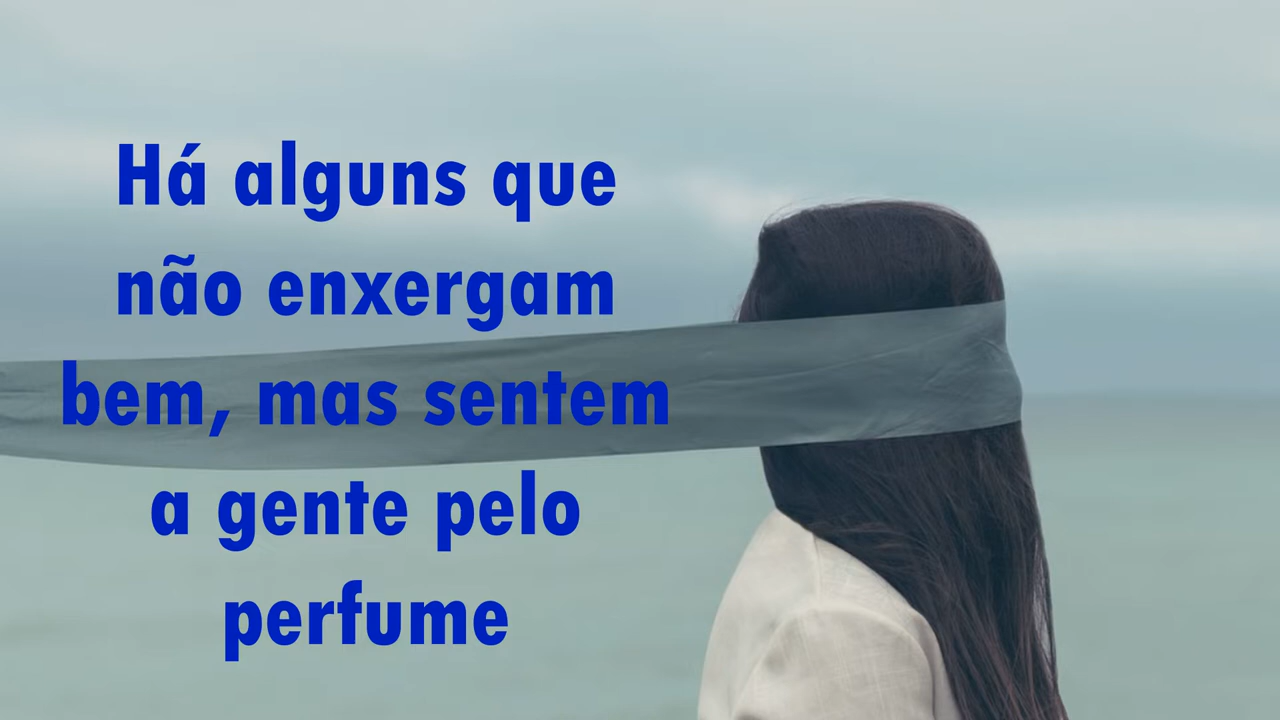 Há alguns que
não enxergam
bem, mas sentem
a gente pelo
perfume